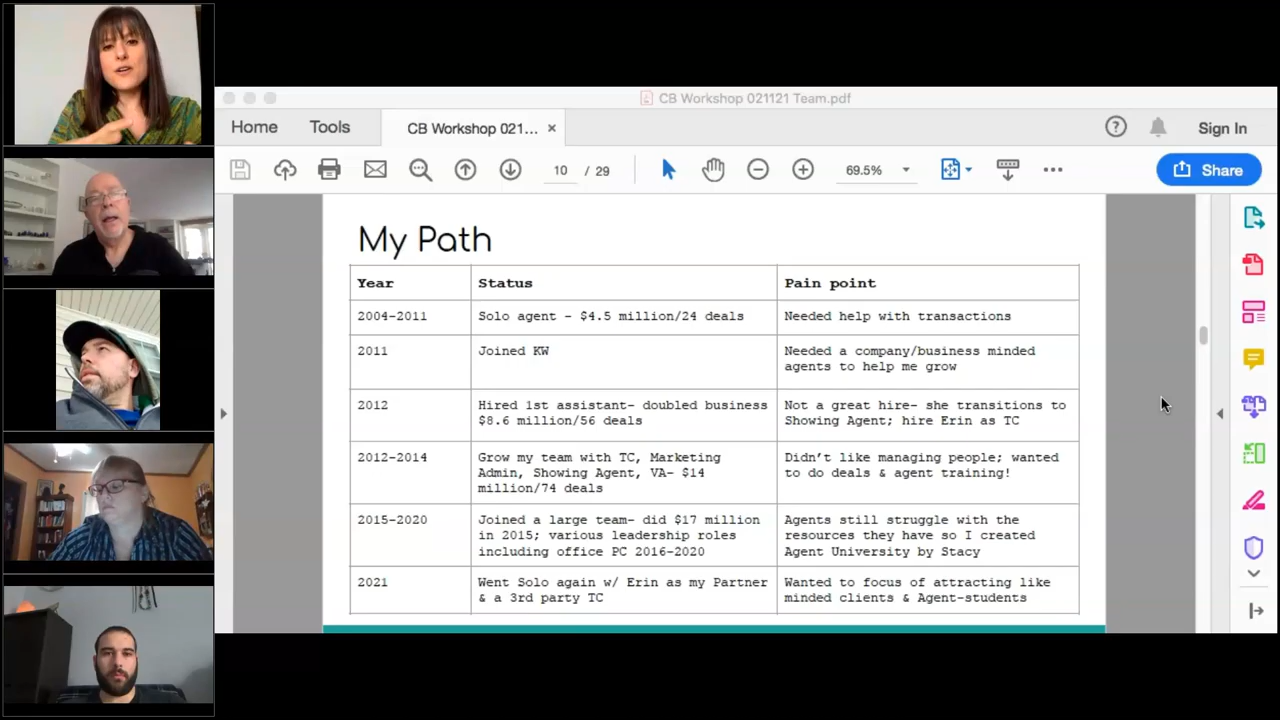 CB Workshop 021121 Team.pdf
Home
Tools
CB Workshop 021... ×
Sign In
10 / 29
69.5%
Share
My Path
Year Status Pain point
2004-2011 Solo agent - $4.5 million/24 deals Needed help with transactions
2011 Joined KW Needed a company/business minded
agents to help me grow
2012 Hired 1st assistant- doubled business Not a great hire- she transitions to
$8.6 million/56 deals Showing Agent; hire Erin as TC
2012-2014 Grow my team with TC, Marketing Didn't like managing people; wanted
Admin, Showing Agent, VA- $14 to do deals & agent training!
million/74 deals
2015-2020 Joined a large team- did $17 million Agents still struggle with the
in 2015; various leadership roles resources they have so I created
including office PC 2016-2020 Agent University by Stacy
2021 Went Solo again w/ Erin as my Partner Wanted to focus of attracting like
& a 3rd party TC minded clients & Agent-students